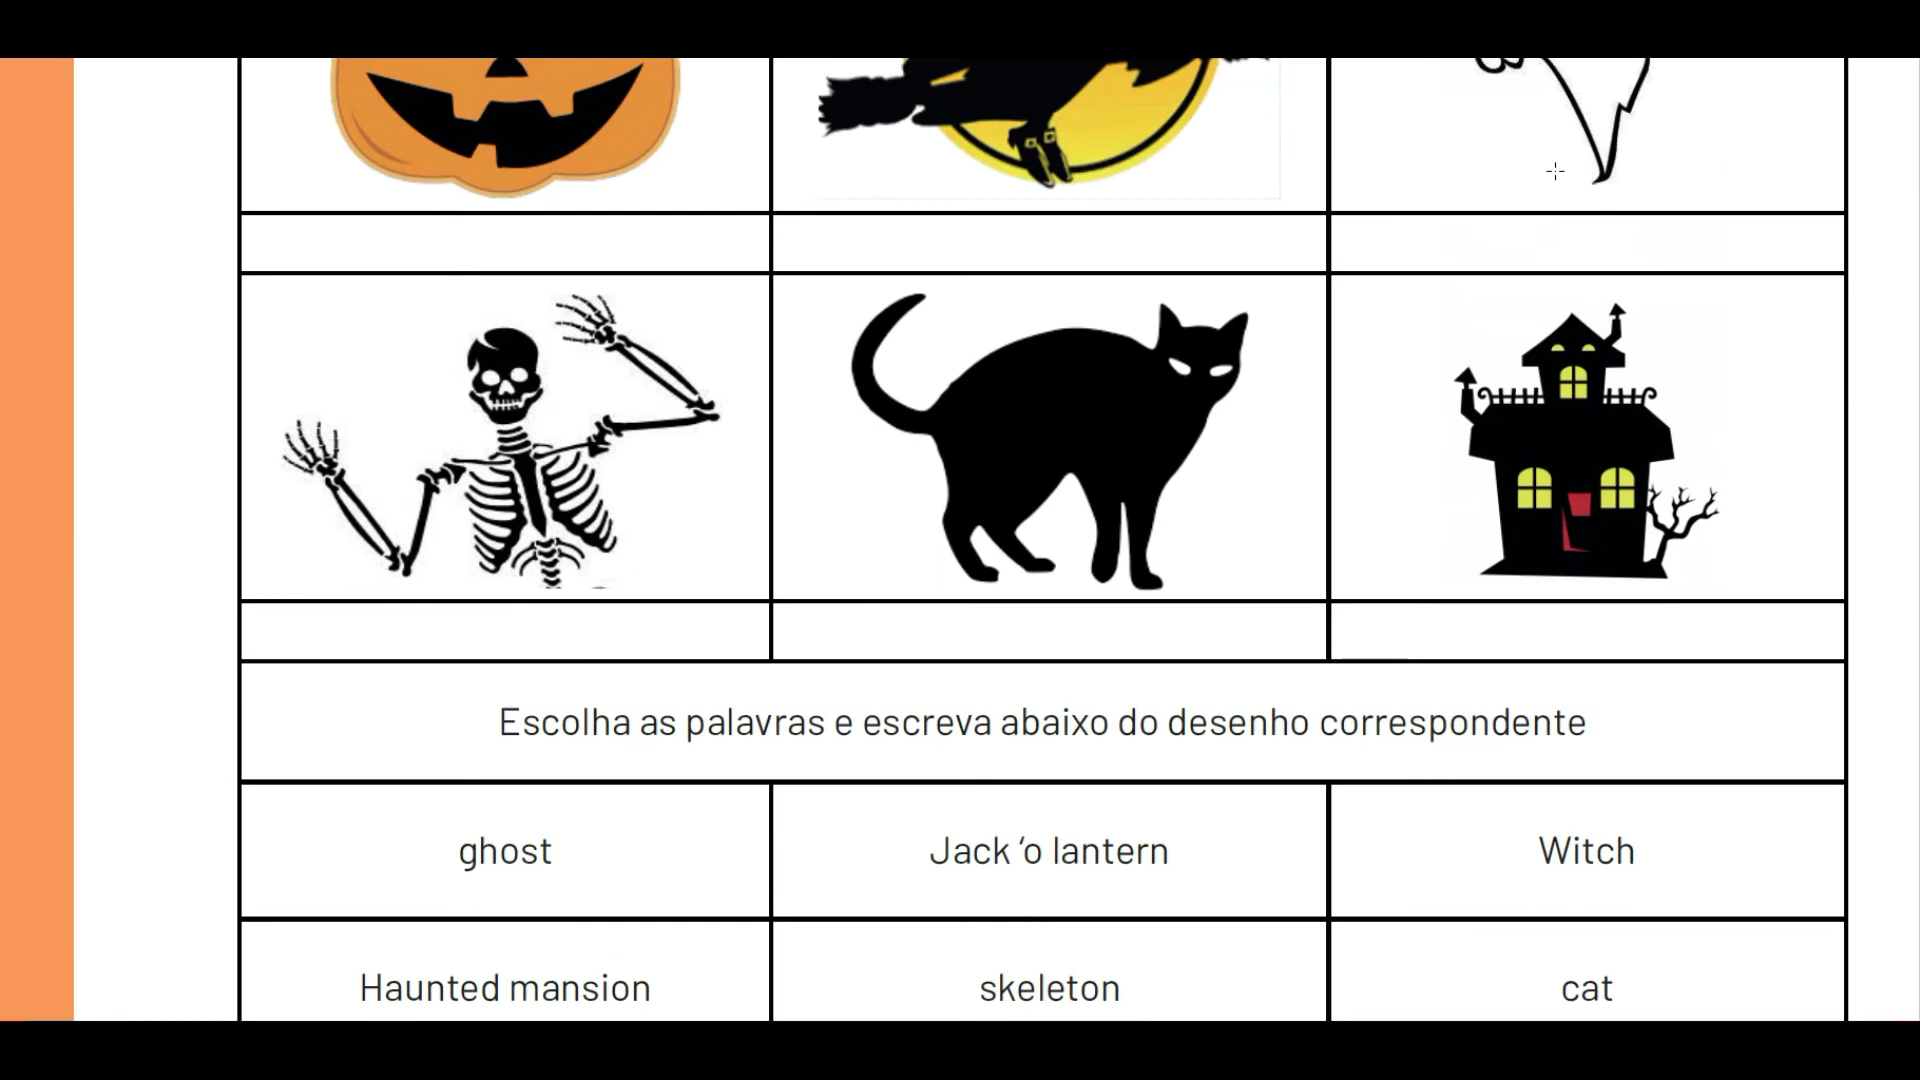 Escolha as palavras e escreva abaixo do desenho correspondente
ghost
Jack ‘o lantern
Witch
Haunted mansion
skeleton
cat